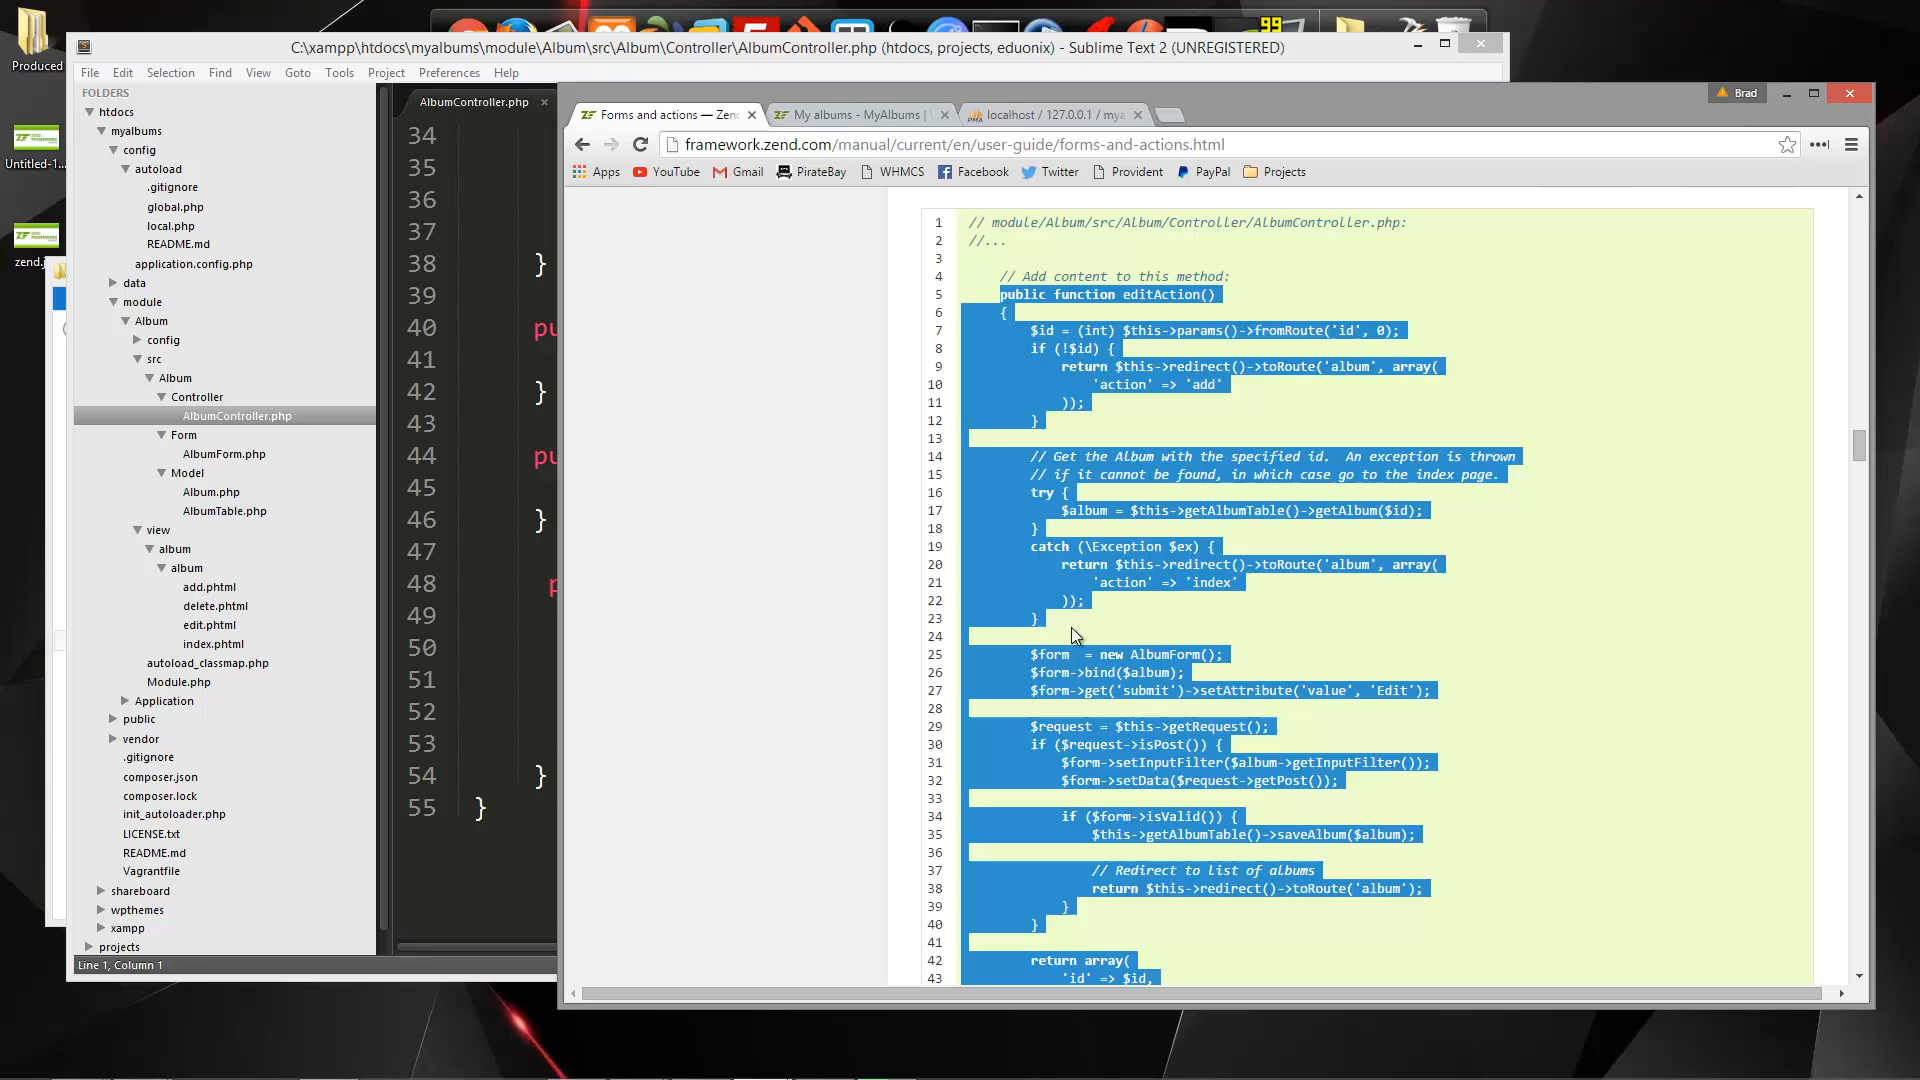 Produced
Untitled-1...
zend.j
99
C:\xampp\htdocs\myalbums\module\Album\src\Album\Controller\AlbumController.php (htdocs, projects, eduonix) - Sublime Text 2 (UNREGISTERED)
File Edit Selection Find View Goto Tools Project Preferences Help
FOLDERS
htdocs
myalbums
config
autoload
.gitignore
global.php
local.php
README.md
application.config.php
data
module
Album
config
src
Album
Controller
AlbumController.php
Form
AlbumForm.php
Model
Album.php
AlbumTable.php
view
album
album
add.phtml
delete.phtml
edit.phtml
index.phtml
autoload_classmap.php
Module.php
Application
public
vendor
.gitignore
composer.json
composer.lock
init_autoloader.php
LICENSE.txt
README.md
Vagrantfile
shareboard
wpthemes
xampp
projects
Line 1, Column 1
AlbumController.php
34
35
36
37
38 }
39
40 pu
41
42 }
43
44 pu
45
46 }
47
48 p
49
50
51
52
53
54 }
55 }
Brad
Forms and actions — Zend
My albums - MyAlbums |
localhost / 127.0.0.1 / mya
framework.zend.com/manual/current/en/user-guide/forms-and-actions.html
Apps YouTube Gmail PirateBay WHMCS Facebook Twitter Provident PayPal Projects
1 // module/Album/src/Album/Controller/AlbumController.php:
2 //...
3
4 // Add content to this method:
5 public function editAction()
6 {
7 $id = (int) $this->params()->fromRoute('id', 0);
8 if (!$id) {
9 return $this->redirect()->toRoute('album', array(
10 'action' => 'add'
11 ));
12 }
13
14 // Get the Album with the specified id.  An exception is thrown
15 // if it cannot be found, in which case go to the index page.
16 try {
17 $album = $this->getAlbumTable()->getAlbum($id);
18 }
19 catch (\Exception $ex) {
20 return $this->redirect()->toRoute('album', array(
21 'action' => 'index'
22 ));
23 }
24
25 $form  = new AlbumForm();
26 $form->bind($album);
27 $form->get('submit')->setAttribute('value', 'Edit');
28
29 $request = $this->getRequest();
30 if ($request->isPost()) {
31 $form->setInputFilter($album->getInputFilter());
32 $form->setData($request->getPost());
33
34 if ($form->isValid()) {
35 $this->getAlbumTable()->saveAlbum($album);
36
37 // Redirect to list of albums
38 return $this->redirect()->toRoute('album');
39 }
40 }
41
42 return array(
43 'id' => $id,